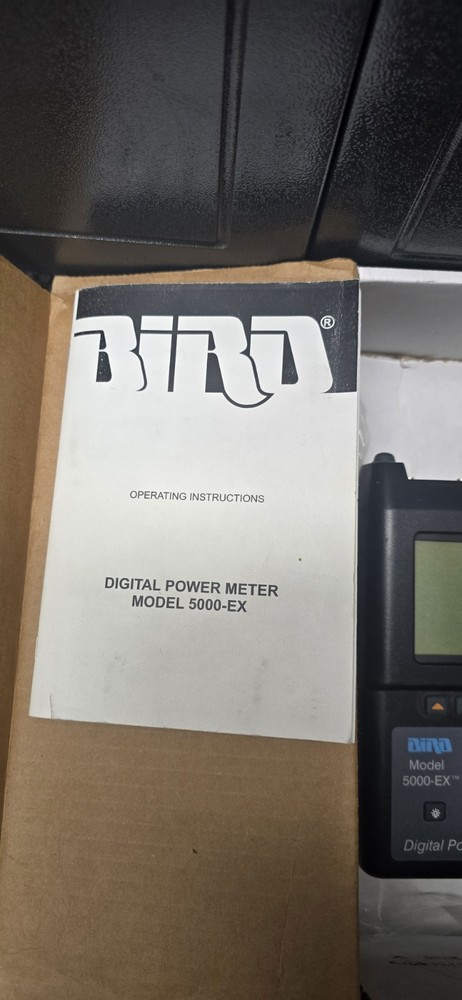 BIRD®
OPERATING INSTRUCTIONS
DIGITAL POWER METER
MODEL 5000-EX
BIRD
Model
5000-EX™
Digital Po